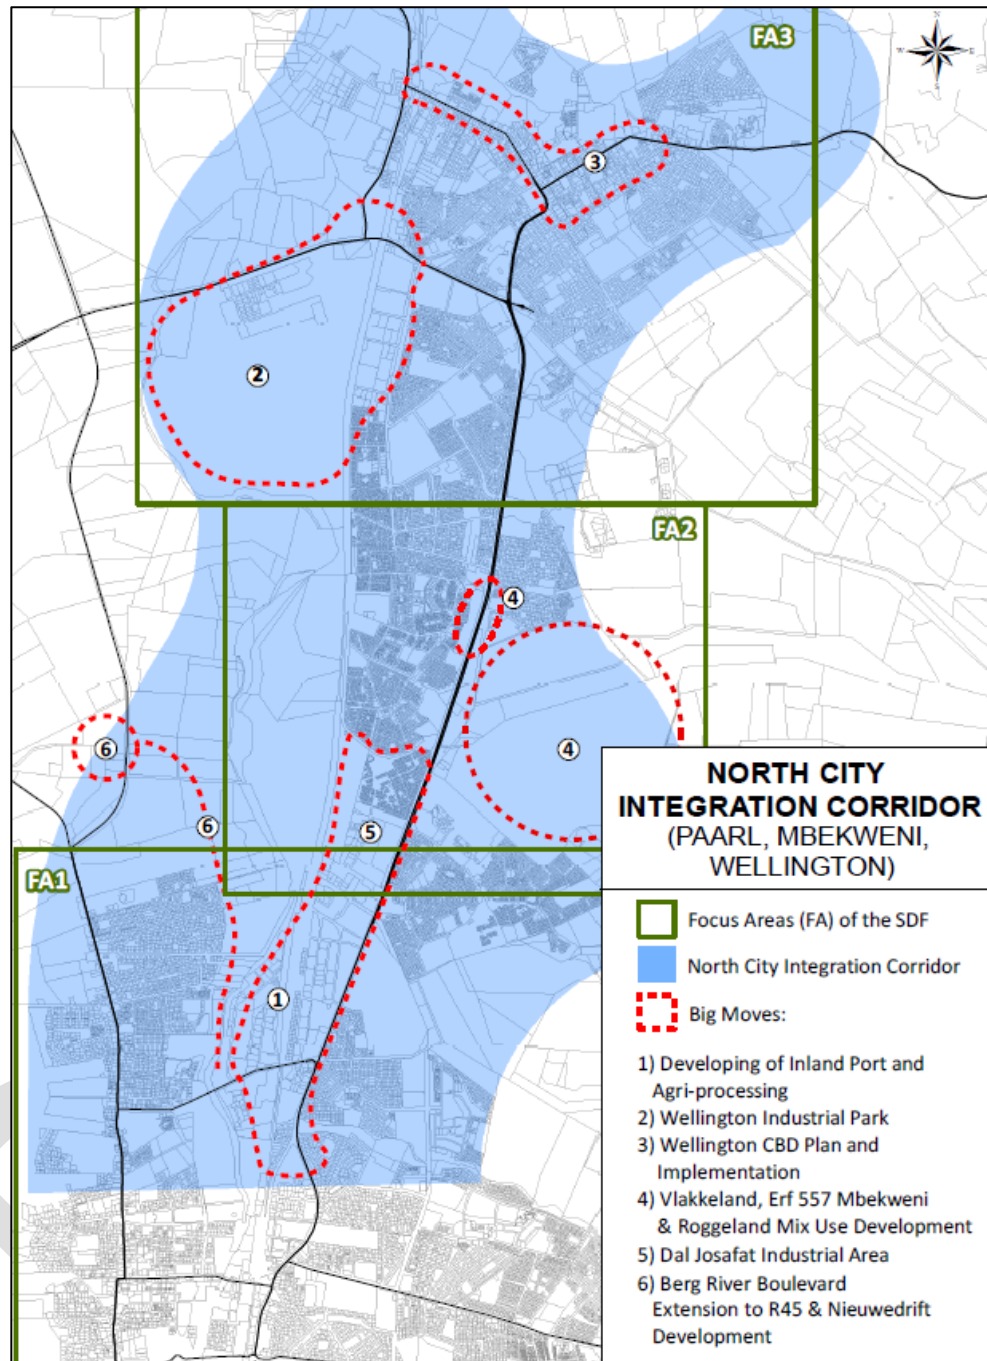 FA3
N
W
E
S
3
2
FA2
4
4
6
6
5
FA1
1
NORTH CITY
INTEGRATION CORRIDOR
(PAARL, MBEKWENI,
WELLINGTON)
Focus Areas (FA) of the SDF
North City Integration Corridor
Big Moves:
1) Developing of Inland Port and
Agri-processing
2) Wellington Industrial Park
3) Wellington CBD Plan and
Implementation
4) Vlakkeland, Erf 557 Mbekweni
& Roggeland Mix Use Development
5) Dal Josafat Industrial Area
6) Berg River Boulevard
Extension to R45 & Nieuwedrift
Development